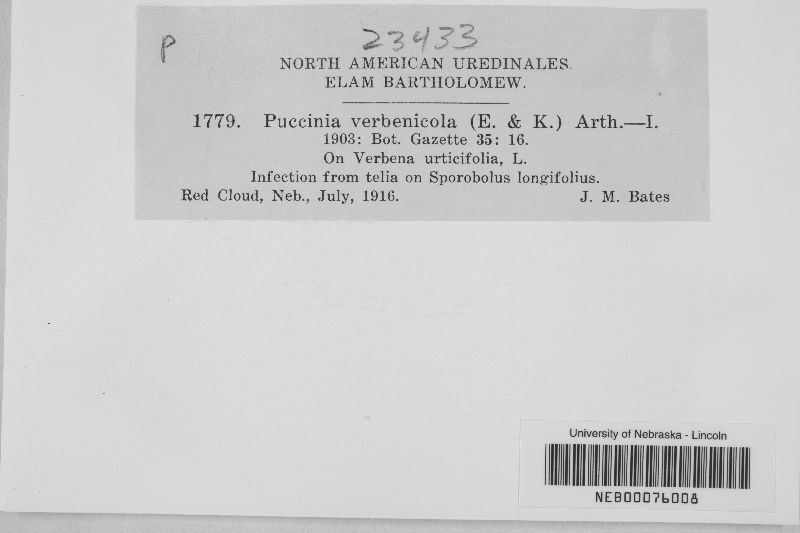 P 23433
NORTH AMERICAN UREDINALES.
ELAM BARTHOLOMEW.
1779. Puccinia verbenicola (E. & K.) Arth.—I.
1903: Bot. Gazette 35: 16.
On Verbena urticifolia, L.
Infection from telia on Sporobolus longifolius.
Red Cloud, Neb., July, 1916. J. M. Bates
University of Nebraska - Lincoln
NEB00076008